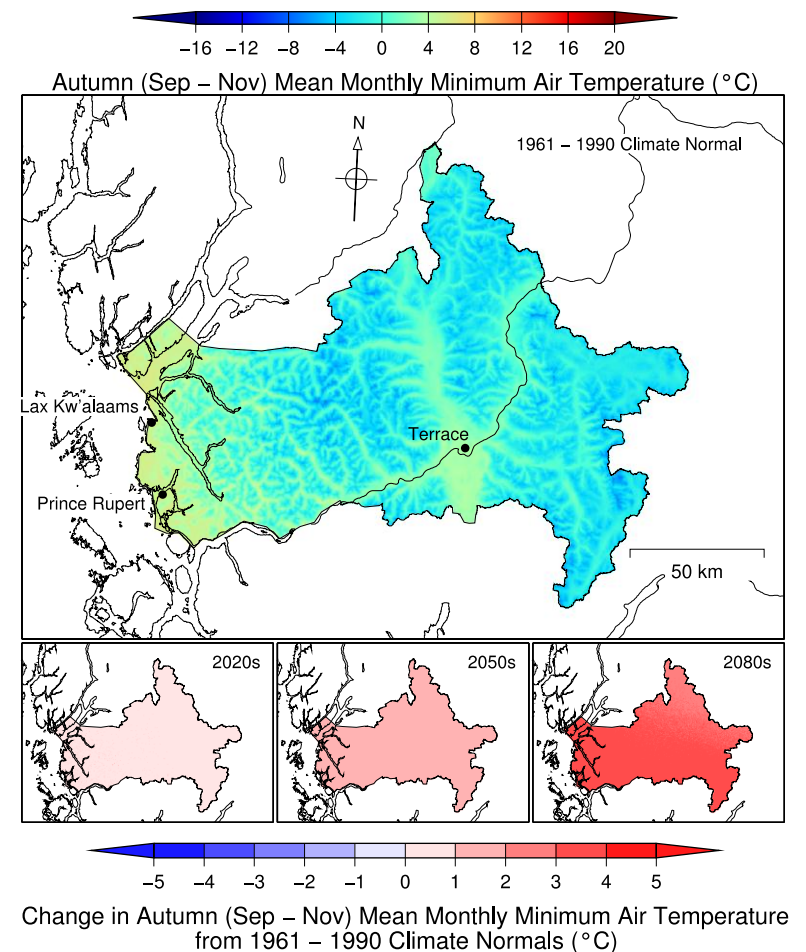 −16 −12 −8 −4 0 4 8 12 16 20
Autumn (Sep − Nov) Mean Monthly Minimum Air Temperature (°C)
N
1961 − 1990 Climate Normal
Lax Kw'alaams
Terrace
Prince Rupert
50 km
2020s
2050s
2080s
−5 −4 −3 −2 −1 0 1 2 3 4 5
Change in Autumn (Sep − Nov) Mean Monthly Minimum Air Temperature
from 1961 − 1990 Climate Normals (°C)